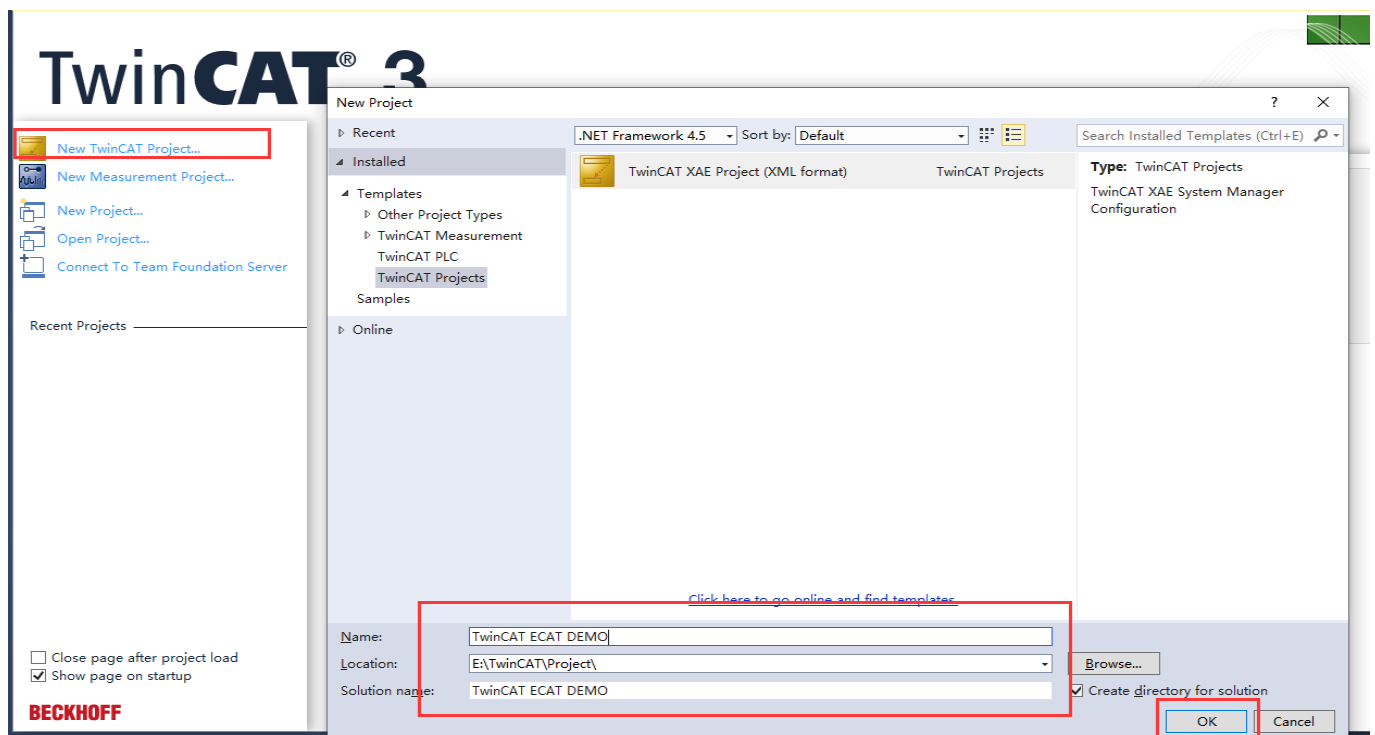 TwinCAT® 3
New TwinCAT Project...
New Measurement Project...
New Project...
Open Project...
Connect To Team Foundation Server
Recent Projects
Close page after project load
Show page on startup
BECKHOFF
New Project
? ×
Recent
Installed
Templates
Other Project Types
TwinCAT Measurement
TwinCAT PLC
TwinCAT Projects
Samples
Online
.NET Framework 4.5 Sort by: Default
TwinCAT XAE Project (XML format) TwinCAT Projects
Click here to go online and find templates.
Search Installed Templates (Ctrl+E)
Type: TwinCAT Projects
TwinCAT XAE System Manager
Configuration
Name: TwinCAT ECAT DEMO
Location: E:\TwinCAT\Project\ Browse...
Solution name: TwinCAT ECAT DEMO Create directory for solution
OK Cancel